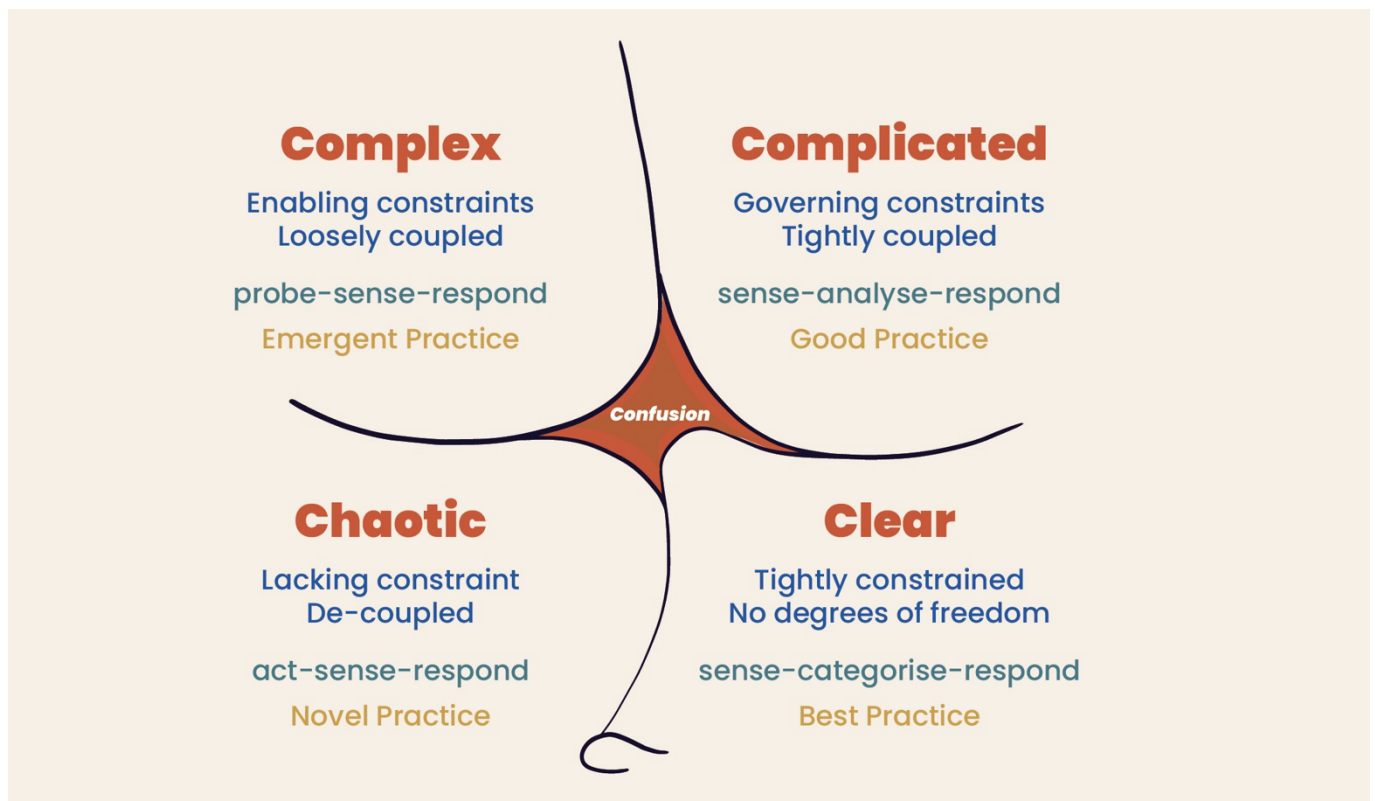 Complex
Enabling constraints
Loosely coupled
probe-sense-respond
Emergent Practice
Complicated
Governing constraints
Tightly coupled
sense-analyse-respond
Good Practice
Confusion
Chaotic
Lacking constraint
De-coupled
act-sense-respond
Novel Practice
Clear
Tightly constrained
No degrees of freedom
sense-categorise-respond
Best Practice